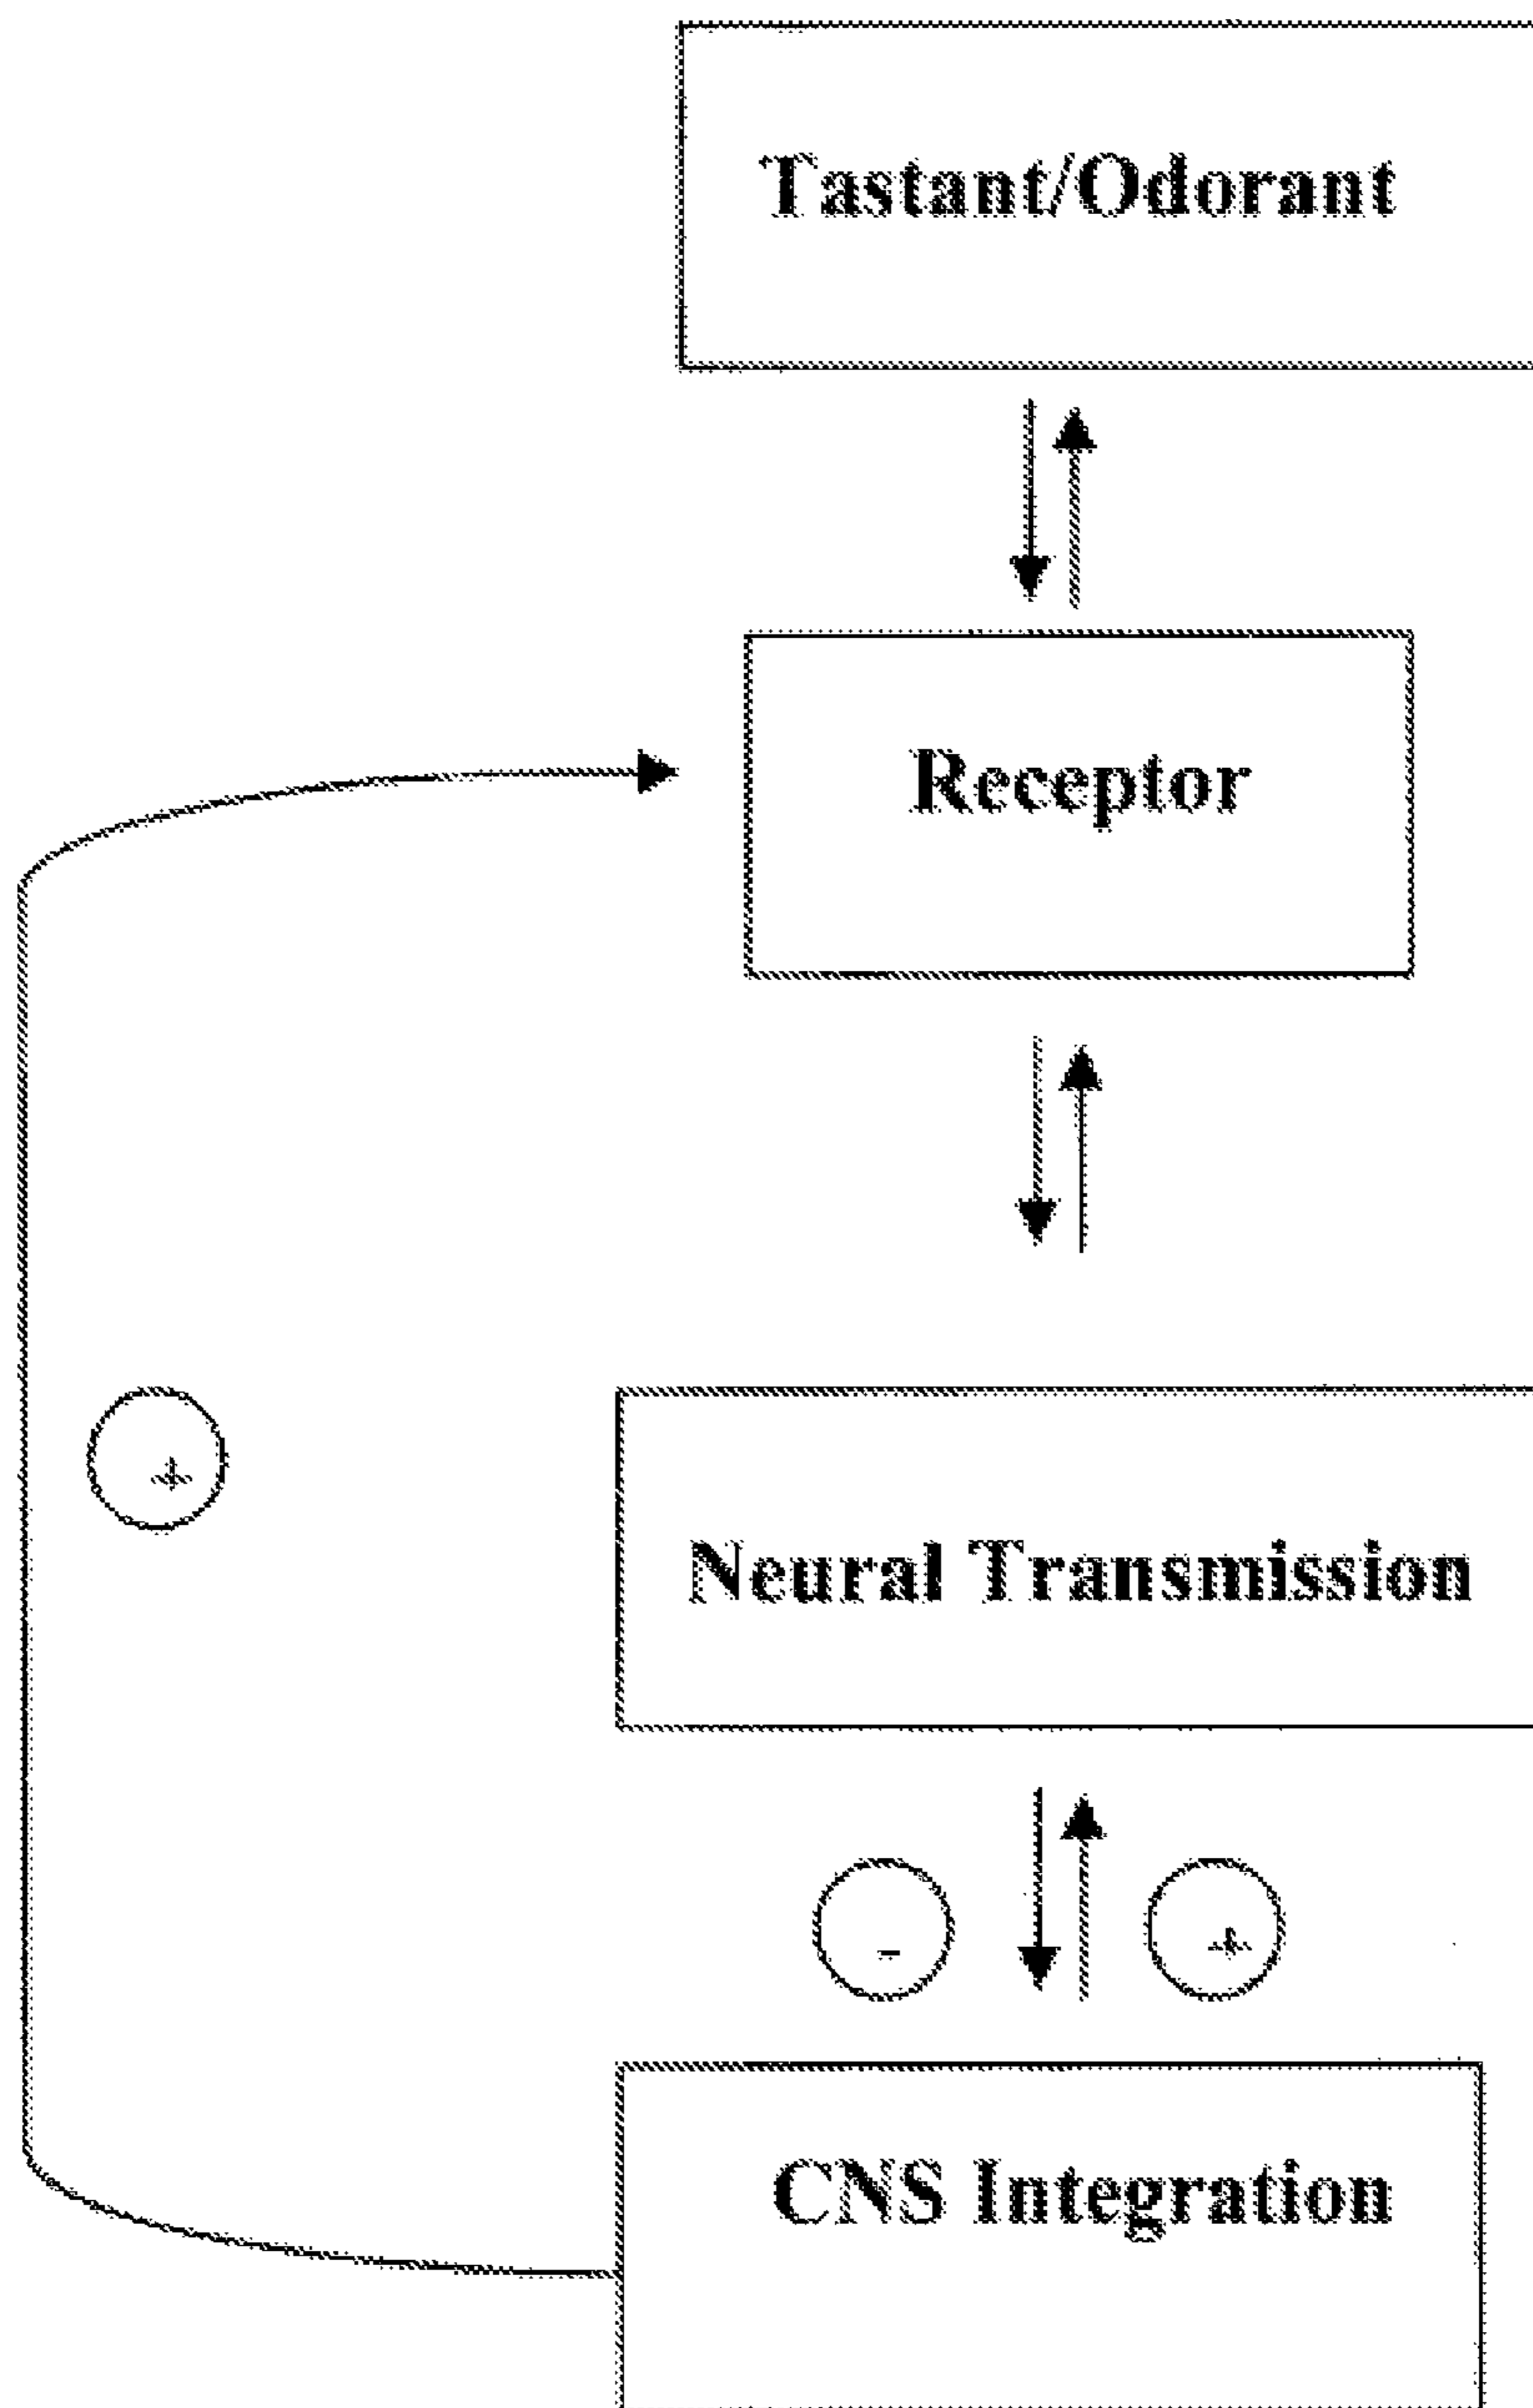 Tastant/Odorant
Receptor
+
Neural Transmission
- +
CNS Integration